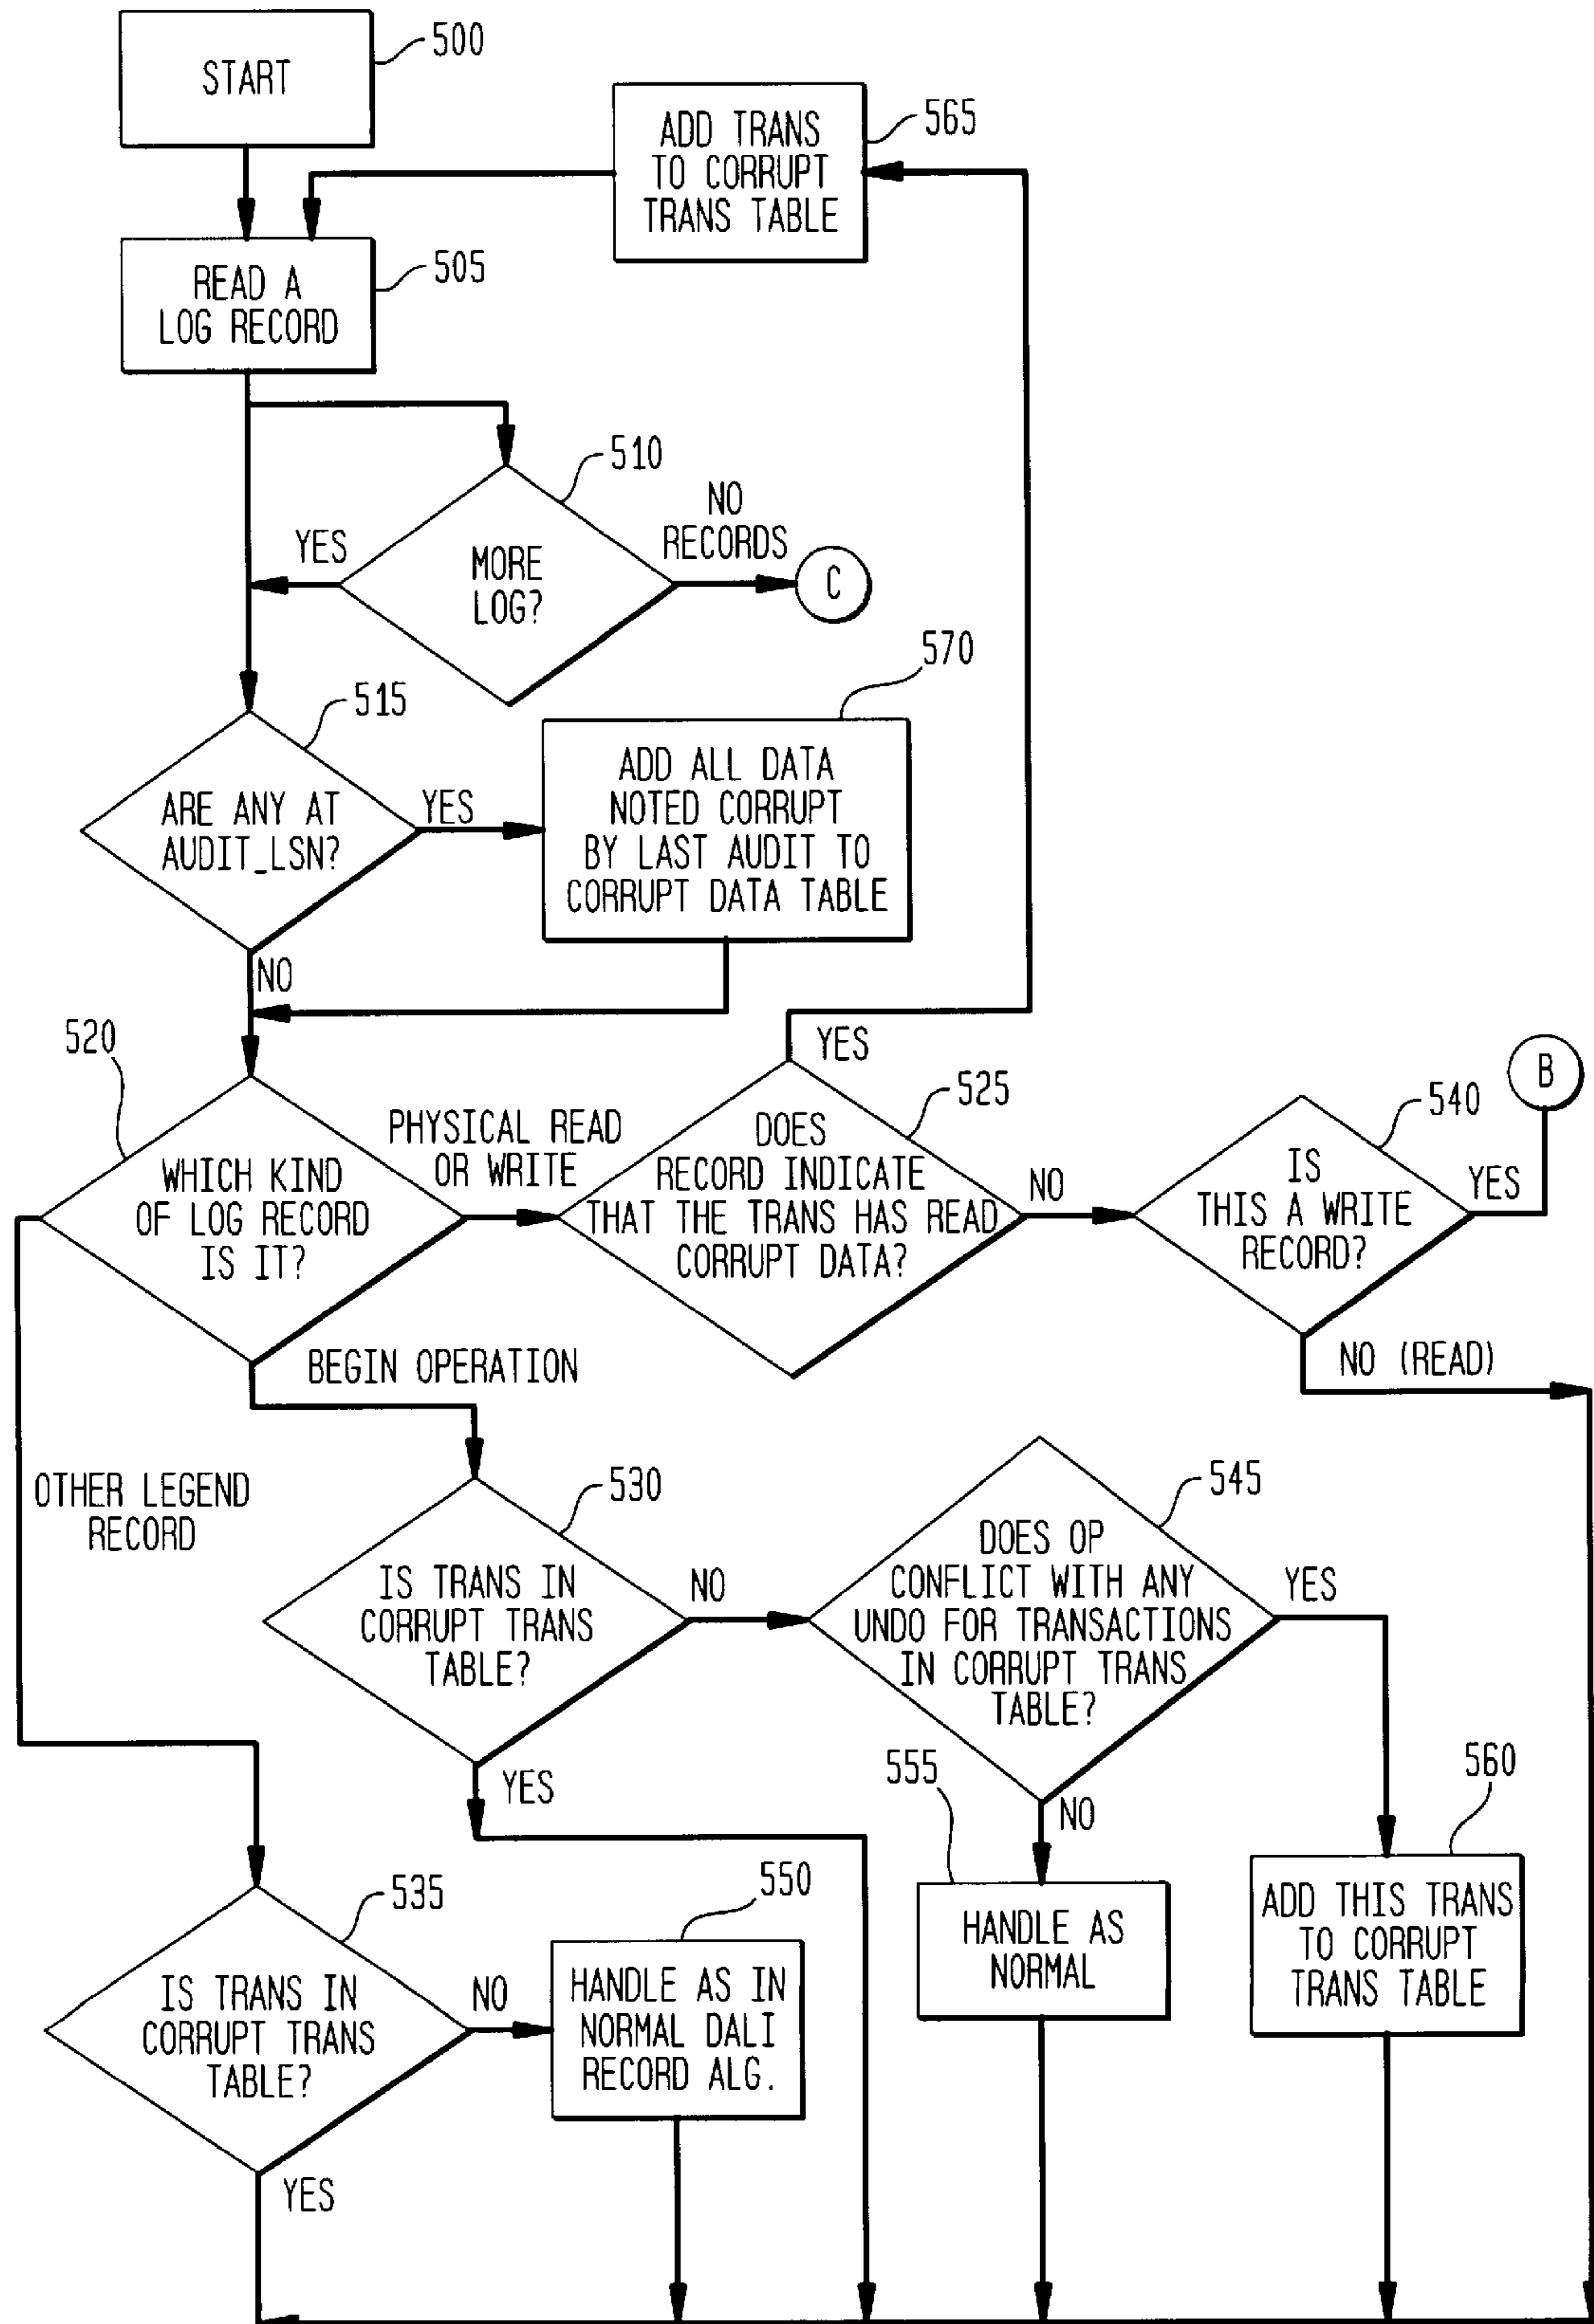 START
500
ADD TRANS
TO CORRUPT
TRANS TABLE
565
READ A
LOG RECORD
505
510
MORE
LOG?
YES
NO
RECORDS
C
515
ARE ANY AT
AUDIT_LSN?
YES
NO
570
ADD ALL DATA
NOTED CORRUPT
BY LAST AUDIT TO
CORRUPT DATA TABLE
520
WHICH KIND
OF LOG RECORD
IS IT?
PHYSICAL READ
OR WRITE
YES
525
DOES
RECORD INDICATE
THAT THE TRANS HAS READ
CORRUPT DATA?
NO
540
IS
THIS A WRITE
RECORD?
YES
B
NO (READ)
BEGIN OPERATION
OTHER LEGEND
RECORD
530
IS TRANS IN
CORRUPT TRANS
TABLE?
NO
YES
545
DOES OP
CONFLICT WITH ANY
UNDO FOR TRANSACTIONS
IN CORRUPT TRANS
TABLE?
YES
NO
555
HANDLE AS
NORMAL
560
ADD THIS TRANS
TO CORRUPT
TRANS TABLE
535
IS TRANS IN
CORRUPT TRANS
TABLE?
NO
YES
550
HANDLE AS IN
NORMAL DALI
RECORD ALG.